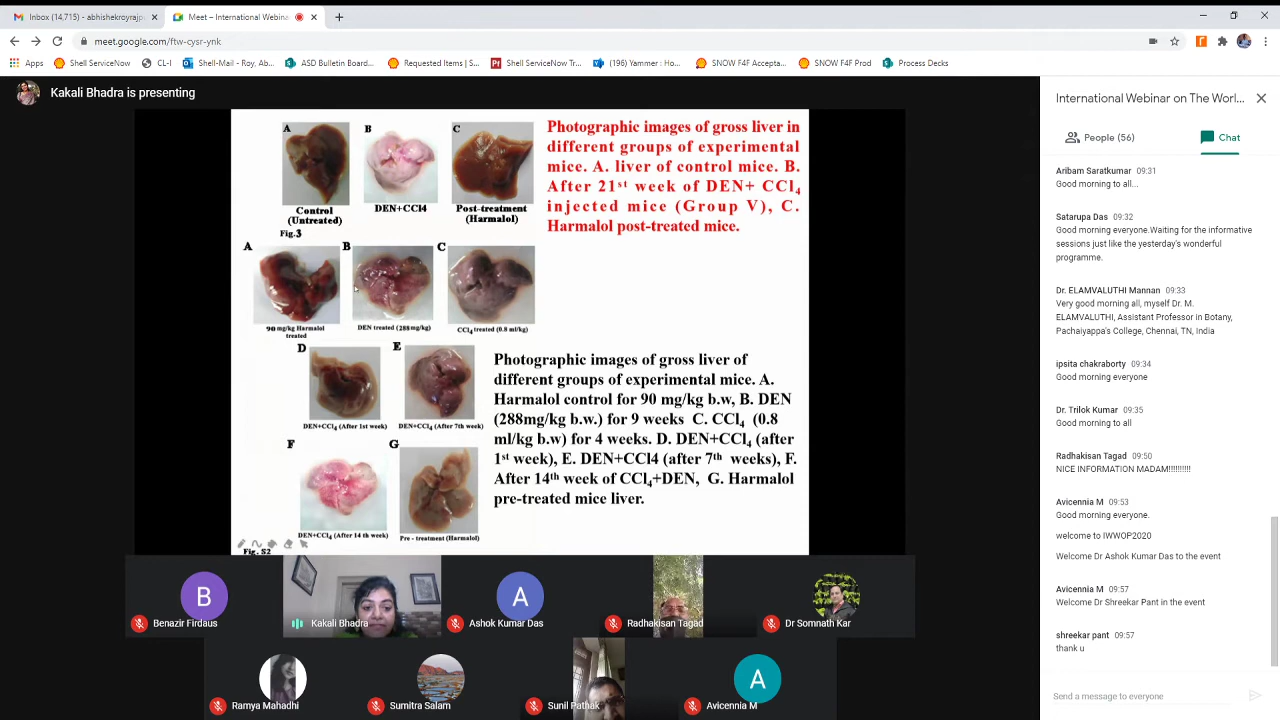 Inbox (14,715) - abhishekroyrajp
Meet – International Webinar
meet.google.com/ftw-cysr-ynk
Apps
Shell ServiceNow
CL-I
Shell-Mail - Roy, Ab...
ASD Bulletin Board...
Requested Items | S...
Shell ServiceNow Tr...
(196) Yammer : Ho...
SNOW F4F Accepta...
SNOW F4F Prod
Process Decks
Kakali Bhadra is presenting
A
B
C
Control
(Untreated)
DEN+CCl4
Post-treatment
(Harmalol)
Fig.3
Photographic images of gross liver in
different groups of experimental
mice. A. liver of control mice. B.
After 21st week of DEN+ CCl4
injected mice (Group V), C.
Harmalol post-treated mice.
A
B
C
90 mg/kg Harmalol
treated
DEN treated (288mg/kg)
CCl4 treated (0.8 ml/kg)
D
E
DEN+CCl4 (After 1st week)
DEN+CCl4 (After 7th week)
F
G
DEN+CCl4 (After 14 th week)
Pre - treatment (Harmalol)
Fig. S2
Photographic images of gross liver of
different groups of experimental mice. A.
Harmalol control for 90 mg/kg b.w, B. DEN
(288mg/kg b.w.) for 9 weeks C. CCl4 (0.8
ml/kg b.w) for 4 weeks. D. DEN+CCl4 (after
1st week), E. DEN+CCl4 (after 7th weeks), F.
After 14th week of CCl4+DEN, G. Harmalol
pre-treated mice liver.
B
Benazir Firdaus
Kakali Bhadra
A
Ashok Kumar Das
Radhakisan Tagad
Dr Somnath Kar
Ramya Mahadhi
Sumitra Salam
Sunil Pathak
A
Avicennia M
International Webinar on The Worl...
People (56)
Chat
Aribam Saratkumar 09:31
Good morning to all...
Satarupa Das 09:32
Good morning everyone.Waiting for the informative
sessions just like the yesterday's wonderful
programme.
Dr. ELAMVALUTHI Mannan 09:33
Very good morning all, myself Dr. M.
ELAMVALUTHI, Assistant Professor in Botany,
Pachaiyappa's College, Chennai, TN, India
ipsita chakraborty 09:34
Good morning everyone
Dr. Trilok Kumar 09:35
Good morning to all
Radhakisan Tagad 09:50
NICE INFORMATION MADAM!!!!!!!!!!
Avicennia M 09:53
Good morning everyone.
welcome to IWWOP2020
Welcome Dr Ashok Kumar Das to the event
Avicennia M 09:57
Welcome Dr Shreekar Pant in the event
shreekar pant 09:57
thank u
Send a message to everyone